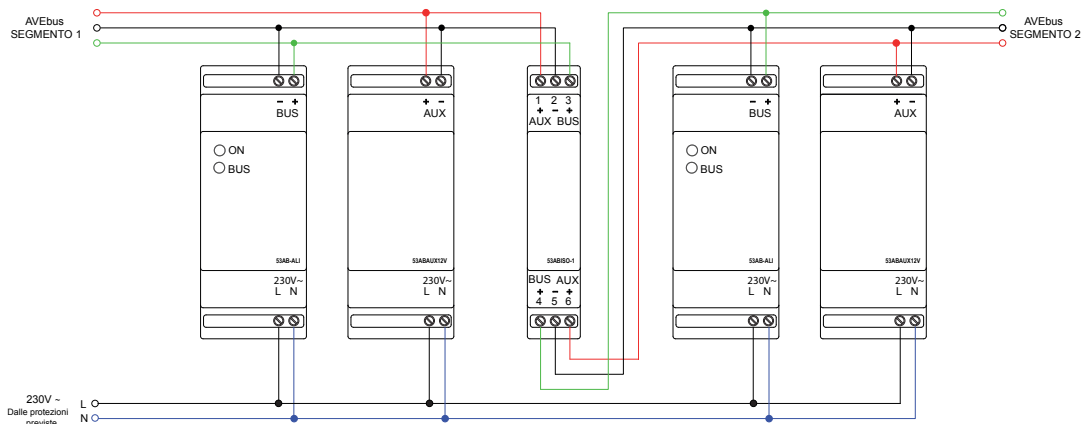 AVEbus
SEGMENTO 1
AVEbus
SEGMENTO 2
- +
BUS
ON
BUS
53AB-ALI
230V~
L N
+ -
AUX
53ABAUX12V
230V~
L N
1 2 3
+ - +
AUX BUS
53ABISO-1
BUS AUX
+ - +
4 5 6
- +
BUS
ON
BUS
53AB-ALI
230V~
L N
+ -
AUX
53ABAUX12V
230V~
L N
230V ~
Dalle protezioni
previste
L
N